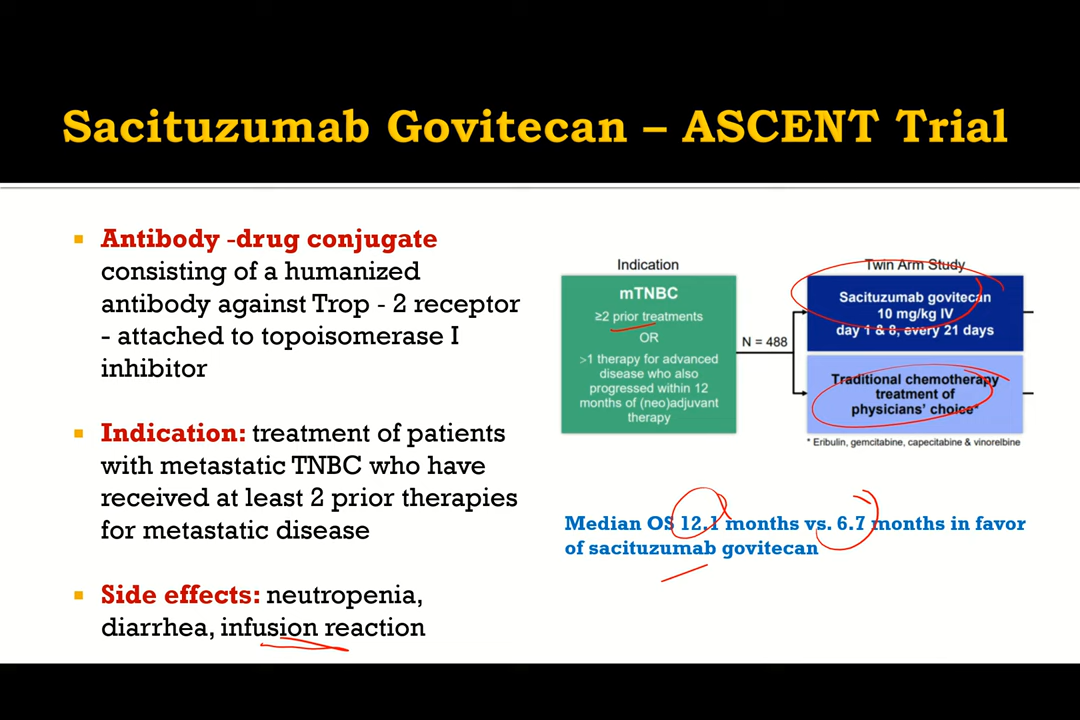 Sacituzumab Govitecan – ASCENT Trial
Antibody -drug conjugate
consisting of a humanized
antibody against Trop - 2 receptor
- attached to topoisomerase I
inhibitor
Indication: treatment of patients
with metastatic TNBC who have
received at least 2 prior therapies
for metastatic disease
Side effects: neutropenia,
diarrhea, infusion reaction
Indication
mTNBC
≥2 prior treatments
OR
>1 therapy for advanced
disease who also
progressed within 12
months of (neo)adjuvant
therapy
N = 488
Twin Arm Study
Sacituzumab govitecan
10 mg/kg IV
day 1 & 8, every 21 days
Traditional chemotherapy
treatment of
physicians' choice*
* Eribulin, gemcitabine, capecitabine & vinorelbine
Median OS 12.1 months vs. 6.7 months in favor
of sacituzumab govitecan